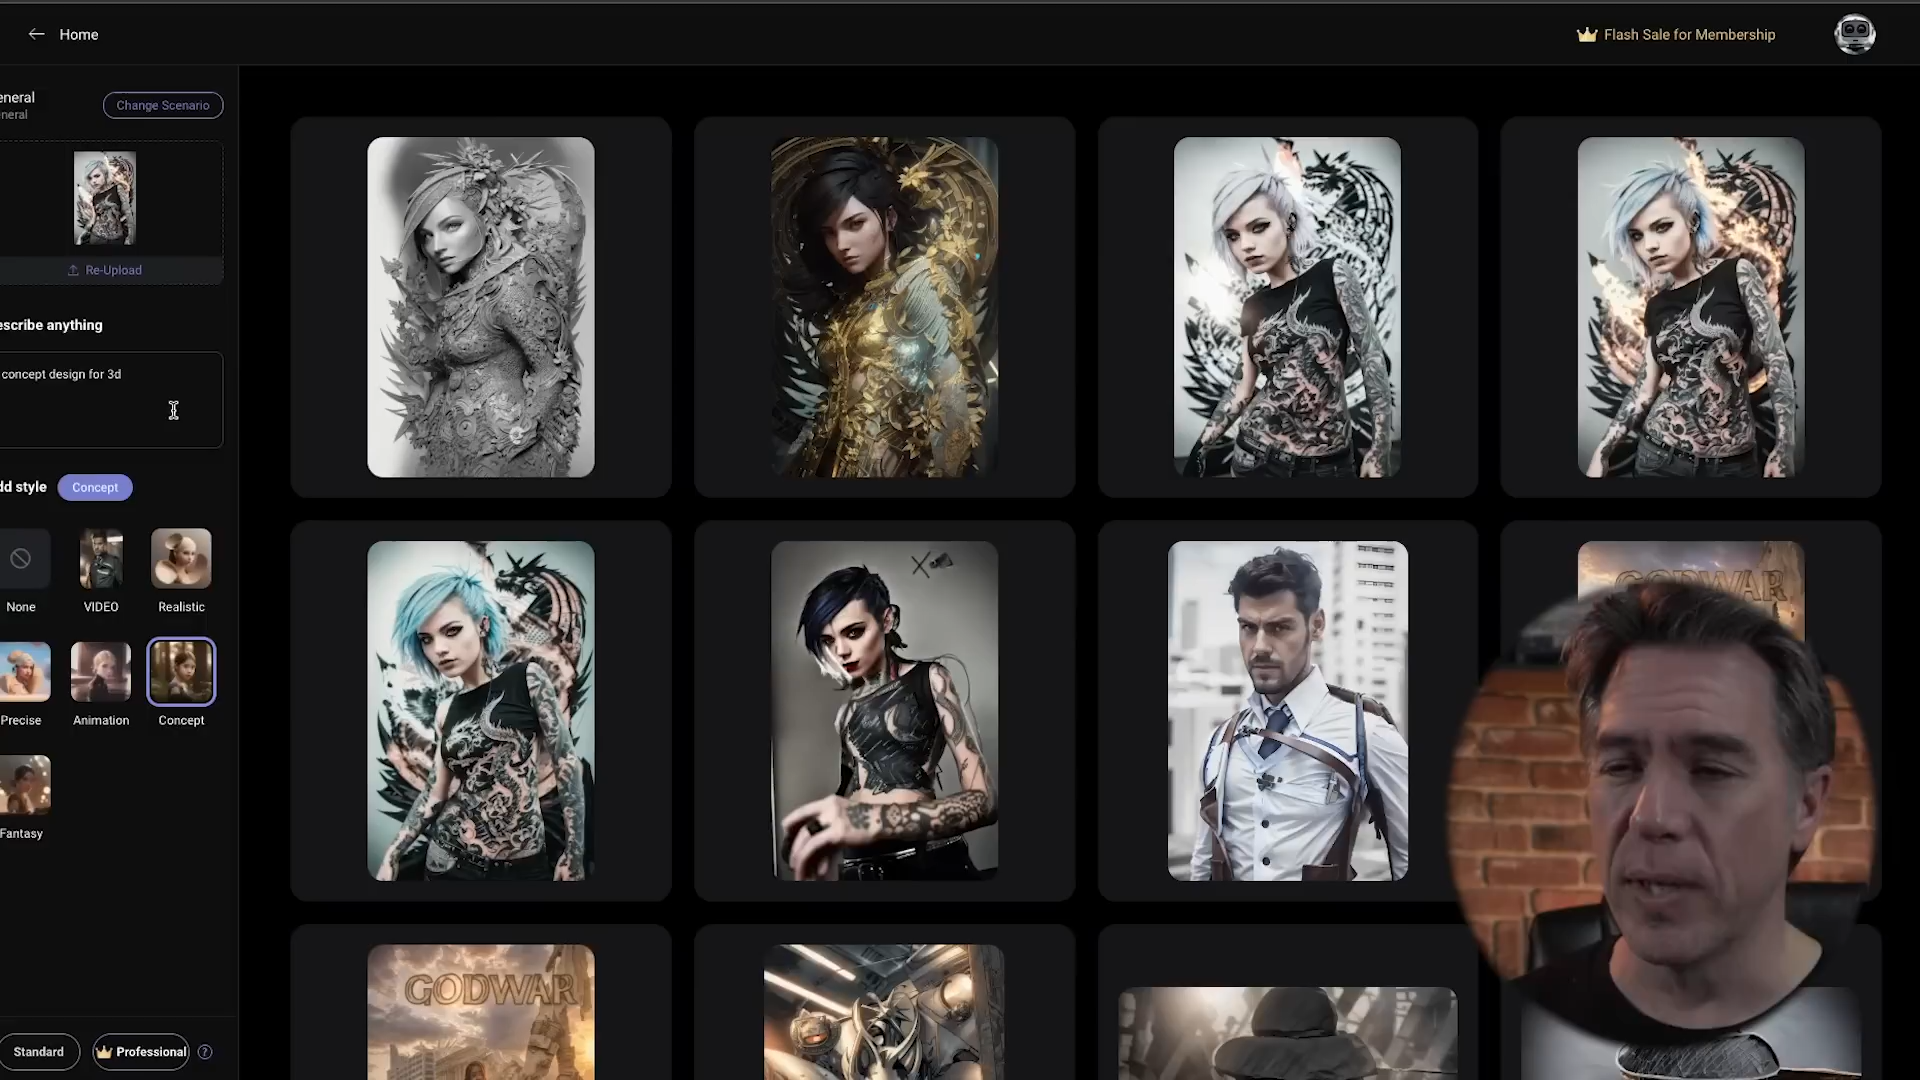 Home
Flash Sale for Membership
eneral
neral
Change Scenario
Re-Upload
escribe anything
concept design for 3d
dd style
Concept
None
VIDEO
Realistic
Precise
Animation
Concept
Fantasy
GODWAR
GODWAR
Standard
Professional
?